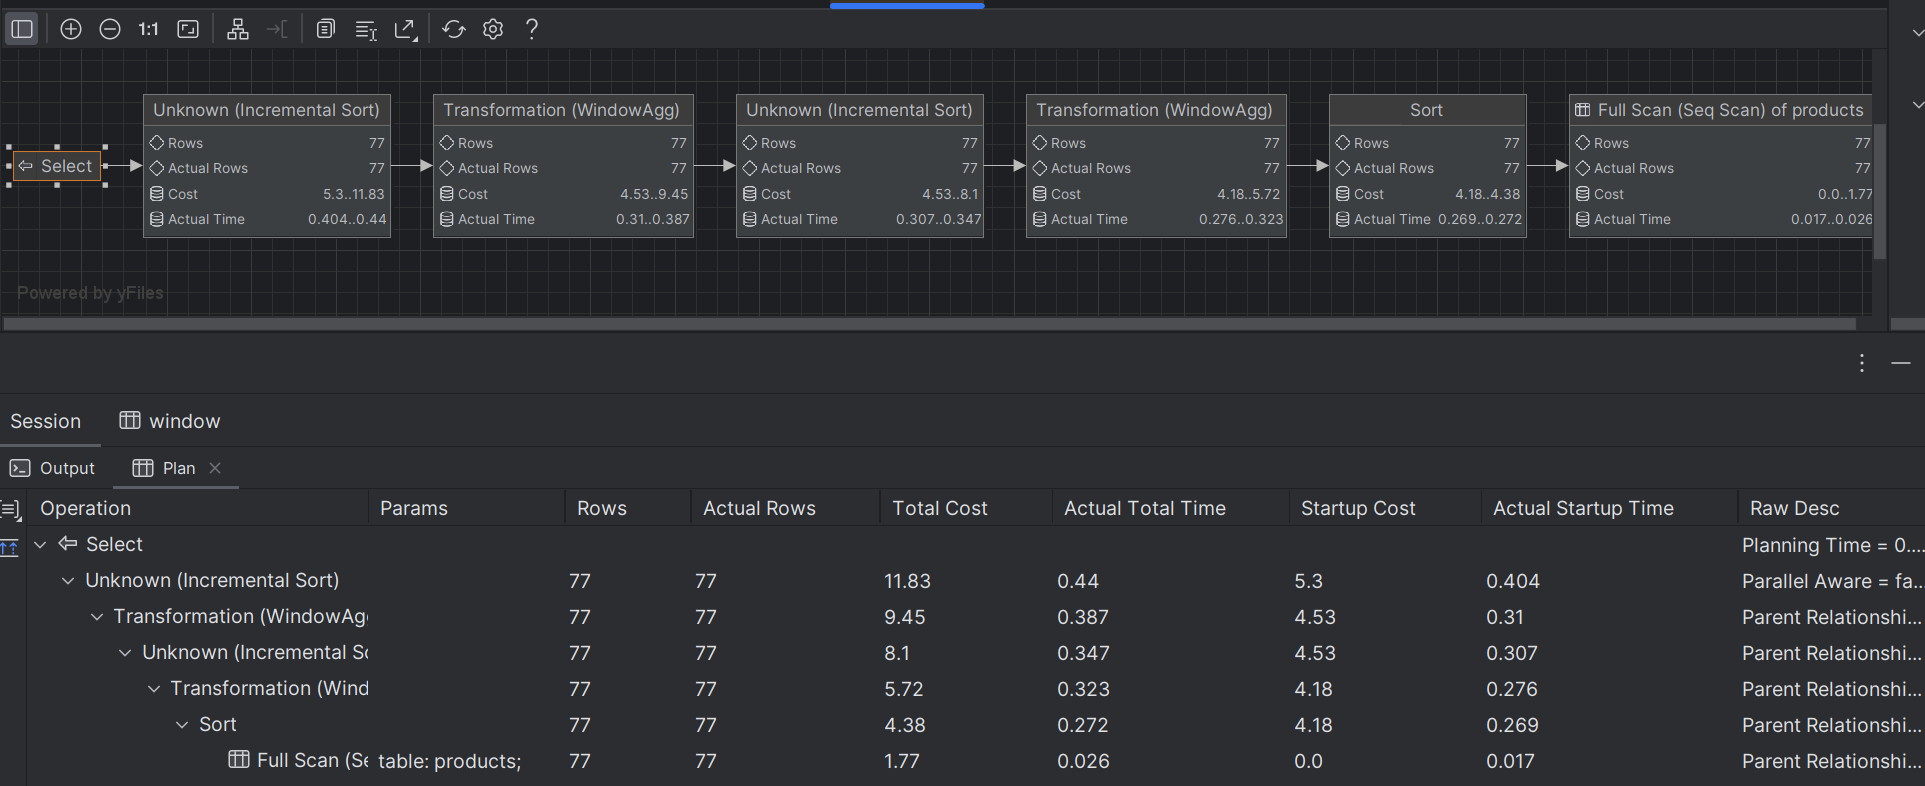 1:1
Select
Unknown (Incremental Sort)
Rows 77
Actual Rows 77
Cost 5.3..11.83
Actual Time 0.404..0.44
Transformation (WindowAgg)
Rows 77
Actual Rows 77
Cost 4.53..9.45
Actual Time 0.31..0.387
Unknown (Incremental Sort)
Rows 77
Actual Rows 77
Cost 4.53..8.1
Actual Time 0.307..0.347
Transformation (WindowAgg)
Rows 77
Actual Rows 77
Cost 4.18..5.72
Actual Time 0.276..0.323
Sort
Rows 77
Actual Rows 77
Cost 4.18..4.38
Actual Time 0.269..0.272
Full Scan (Seq Scan) of products
Rows 77
Actual Rows 77
Cost 0.0..1.77
Actual Time 0.017..0.026
Powered by yFiles
Session window
Output Plan
Operation Params Rows Actual Rows Total Cost Actual Total Time Startup Cost Actual Startup Time Raw Desc
Select Planning Time = 0....
Unknown (Incremental Sort) 77 77 11.83 0.44 5.3 0.404 Parallel Aware = fa...
Transformation (WindowAg 77 77 9.45 0.387 4.53 0.31 Parent Relationshi...
Unknown (Incremental So 77 77 8.1 0.347 4.53 0.307 Parent Relationshi...
Transformation (Wind 77 77 5.72 0.323 4.18 0.276 Parent Relationshi...
Sort 77 77 4.38 0.272 4.18 0.269 Parent Relationshi...
Full Scan (Se table: products; 77 77 1.77 0.026 0.0 0.017 Parent Relationshi...